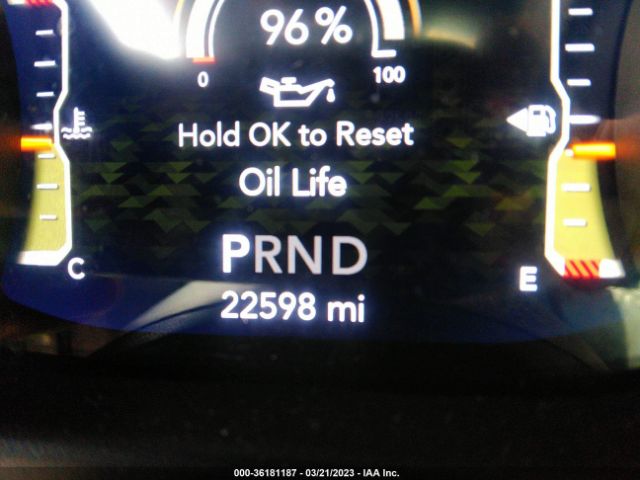 96%
0 100
Hold OK to Reset
Oil Life
PRND
C E
22598 mi
000-36181187 - 03/21/2023 - IAA Inc.